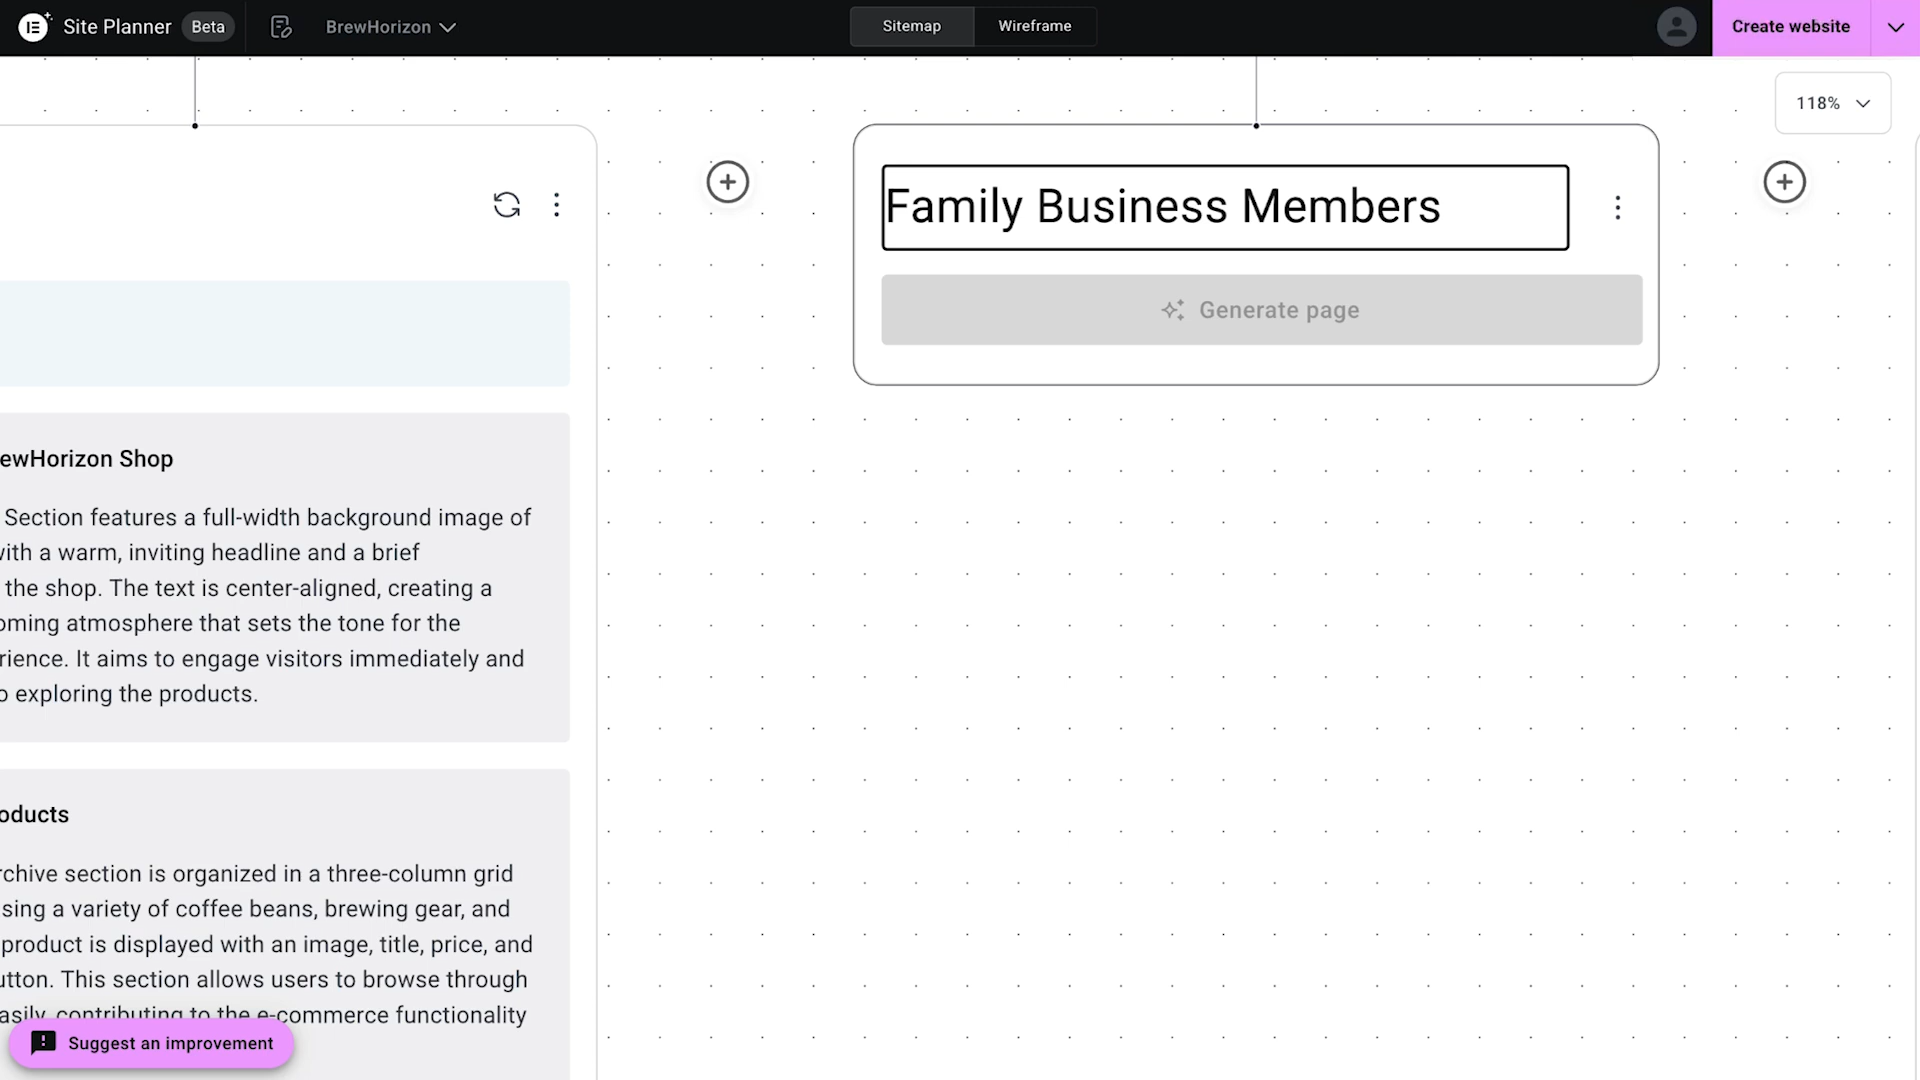 Site Planner Beta BrewHorizon Sitemap Wireframe Create website
118%
Family Business Members
Generate page
ewHorizon Shop
Section features a full-width background image of
with a warm, inviting headline and a brief
the shop. The text is center-aligned, creating a
oming atmosphere that sets the tone for the
rience. It aims to engage visitors immediately and
o exploring the products.
oducts
rchive section is organized in a three-column grid
sing a variety of coffee beans, brewing gear, and
product is displayed with an image, title, price, and
utton. This section allows users to browse through
asily, contributing to the e-commerce functionality
Suggest an improvement